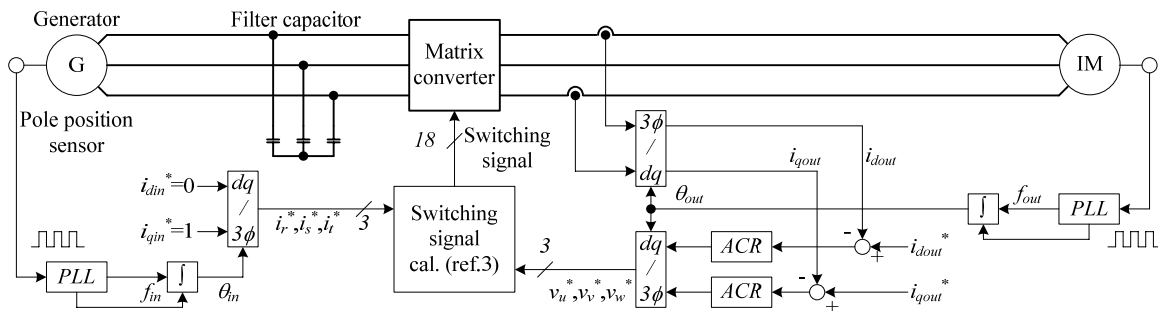 Generator
Filter capacitor
G
Matrix
converter
IM
Pole position
sensor
18
Switching
signal
3ϕ
/
dq
i_qout
i_dout
i_din*=0
i_qin*=1
dq
/
3ϕ
i_r*,i_s*,i_t*
3
Switching
signal
cal. (ref.3)
θ_out
∫
f_out
PLL
3
v_u*,v_v*,v_w*
dq
/
3ϕ
ACR
-
+
i_dout*
ACR
-
+
i_qout*
PLL
f_in
∫
θ_in